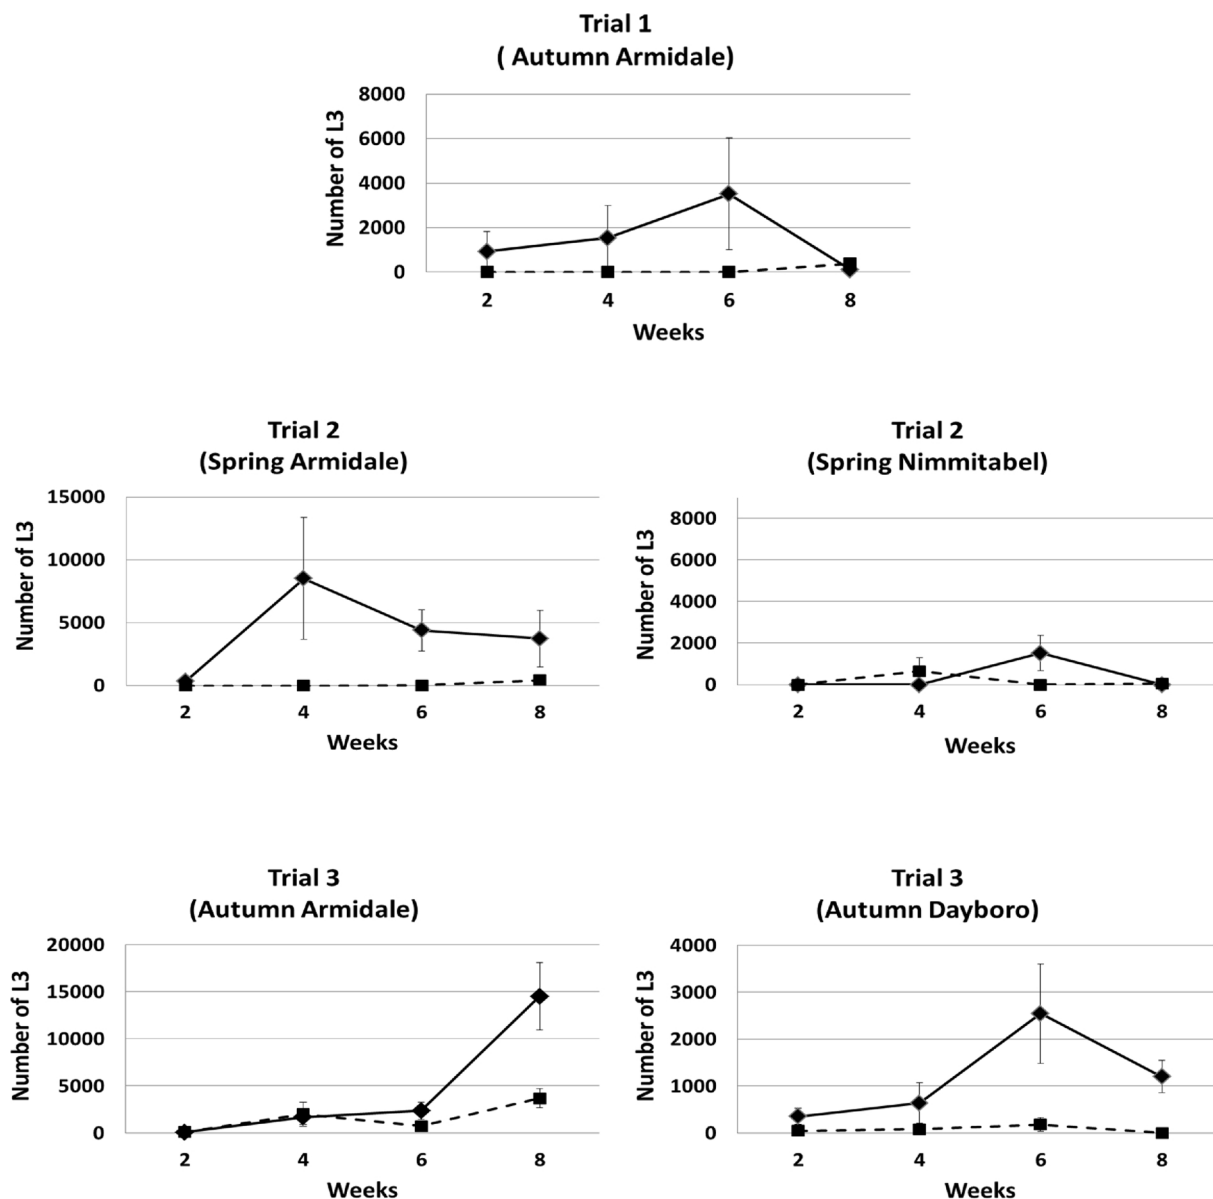 Trial 1
( Autumn Armidale)
Number of L3
8000
6000
4000
2000
0
2 4 6 8
Weeks
Trial 2
(Spring Armidale)
Number of L3
15000
10000
5000
0
2 4 6 8
Weeks
Trial 2
(Spring Nimmitabel)
Number of L3
8000
6000
4000
2000
0
2 4 6 8
Weeks
Trial 3
(Autumn Armidale)
Number of L3
20000
15000
10000
5000
0
2 4 6 8
Weeks
Trial 3
(Autumn Dayboro)
Number of L3
4000
3000
2000
1000
0
2 4 6 8
Weeks